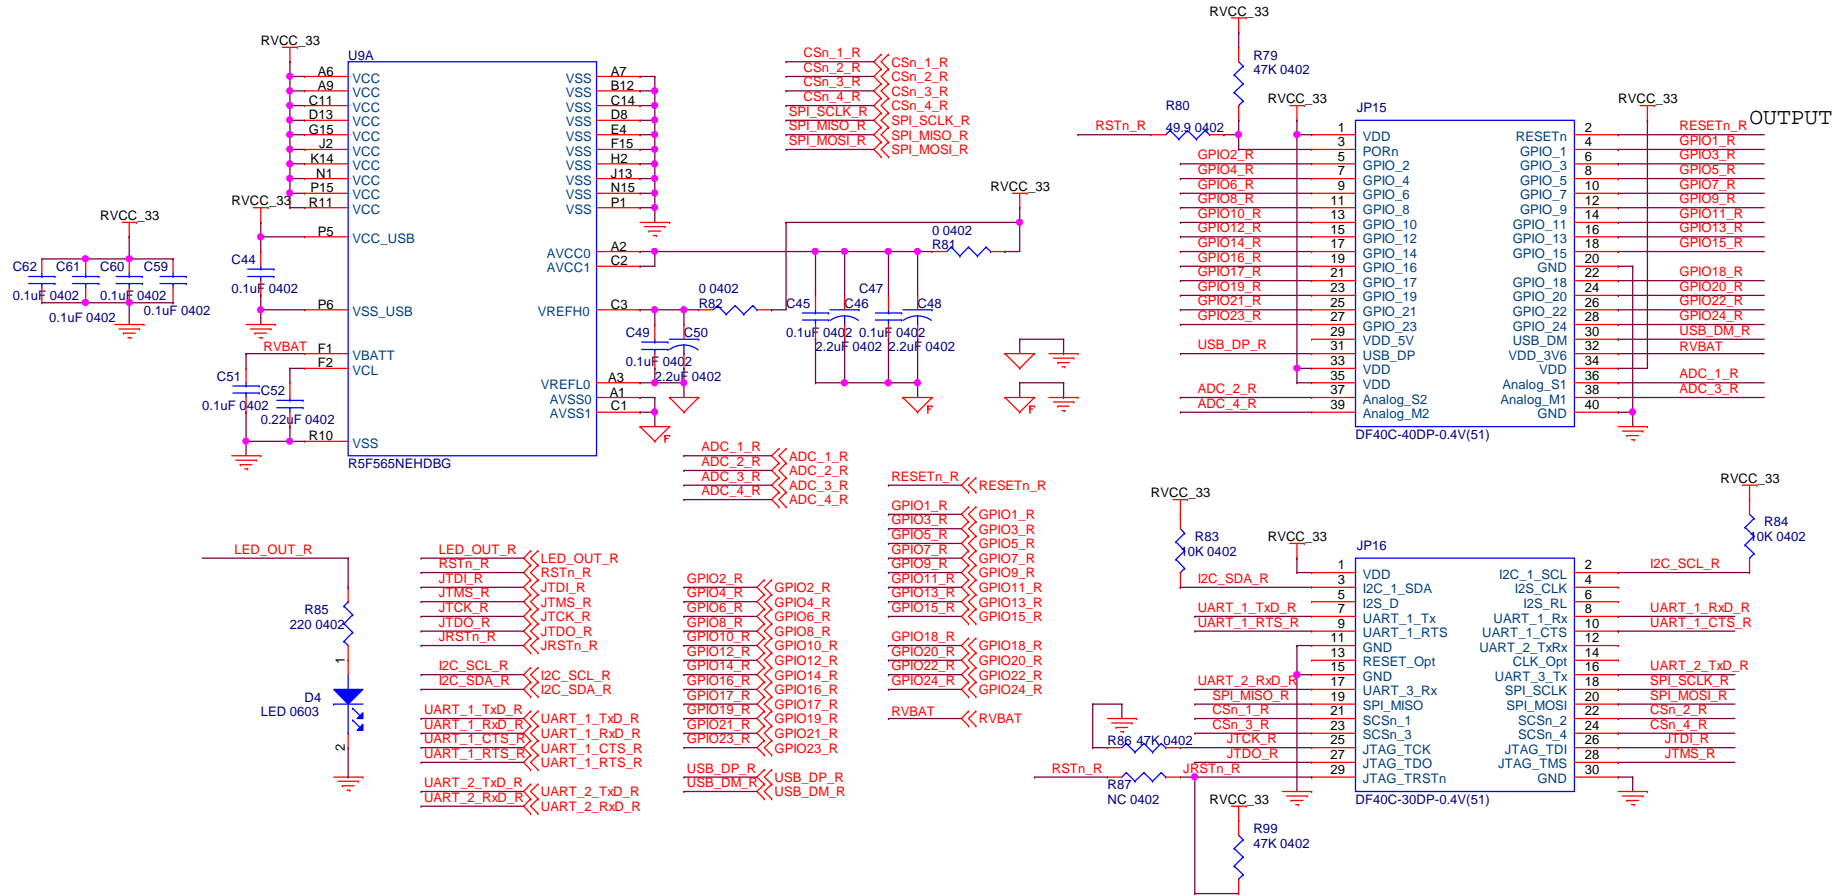 RVCC_33
U9A
A6 VCC VSS A7
A9 VCC VSS B12
C11 VCC VSS C14
D13 VCC VSS D8
G15 VCC VSS E4
J2 VCC VSS F15
K14 VCC VSS H2
N1 VCC VSS J13
P15 VCC VSS N15
R11 VCC VSS P1
RVCC_33
P5 VCC_USB
AVCC0 A2
AVCC1 C2
P6 VSS_USB
VREFH0 C3
RVBAT F1 VBATT
F2 VCL
VREFL0 A3
AVSS0 A1
AVSS1 C1
R10 VSS
R5F565NEHDBG
RVCC_33
C62 C61 C60 C59
0.1uF 0402 0.1uF 0402
0.1uF 0402 0.1uF 0402
C44
0.1uF 0402
C51
0.1uF 0402
C52
0.22uF 0402
RVCC_33
0 0402
R81
0 0402
R82
C45
0.1uF 0402
C46
2.2uF 0402
C47
0.1uF 0402
C48
2.2uF 0402
C49
0.1uF 0402
C50
2.2uF 0402
F
F
F
CSn_1_R CSn_1_R
CSn_2_R CSn_2_R
CSn_3_R CSn_3_R
CSn_4_R CSn_4_R
SPI_SCLK_R SPI_SCLK_R
SPI_MISO_R SPI_MISO_R
SPI_MOSI_R SPI_MOSI_R
RVCC_33
R79
47K 0402
R80
49.9 0402
RSTn_R
RVCC_33
JP15
RVCC_33
OUTPUT
1 VDD RESETn 2 RESETn_R
3 PORn GPIO_1 4 GPIO1_R
GPIO2_R 5 GPIO_2 GPIO_3 6 GPIO3_R
GPIO4_R 7 GPIO_4 GPIO_5 8 GPIO5_R
GPIO6_R 9 GPIO_6 GPIO_7 10 GPIO7_R
GPIO8_R 11 GPIO_8 GPIO_9 12 GPIO9_R
GPIO10_R 13 GPIO_10 GPIO_11 14 GPIO11_R
GPIO12_R 15 GPIO_12 GPIO_13 16 GPIO13_R
GPIO14_R 17 GPIO_14 GPIO_15 18 GPIO15_R
GPIO16_R 19 GPIO_16 GND 20
GPIO17_R 21 GPIO_17 GPIO_18 22 GPIO18_R
GPIO19_R 23 GPIO_19 GPIO_20 24 GPIO20_R
GPIO21_R 25 GPIO_21 GPIO_22 26 GPIO22_R
GPIO23_R 27 GPIO_23 GPIO_24 28 GPIO24_R
29 VDD_5V USB_DM 30 USB_DM_R
USB_DP_R 31 USB_DP VDD_3V6 32 RVBAT
33 VDD VDD 34
35 VDD Analog_S1 36 ADC_1_R
ADC_2_R 37 Analog_S2 Analog_M1 38 ADC_3_R
ADC_4_R 39 Analog_M2 GND 40
DF40C-40DP-0.4V(51)
ADC_1_R ADC_1_R
ADC_2_R ADC_2_R
ADC_3_R ADC_3_R
ADC_4_R ADC_4_R
RESETn_R RESETn_R
GPIO1_R GPIO1_R
GPIO3_R GPIO3_R
GPIO5_R GPIO5_R
GPIO7_R GPIO7_R
GPIO9_R GPIO9_R
GPIO11_R GPIO11_R
GPIO13_R GPIO13_R
GPIO15_R GPIO15_R
GPIO18_R GPIO18_R
GPIO20_R GPIO20_R
GPIO22_R GPIO22_R
GPIO24_R GPIO24_R
RVBAT RVBAT
LED_OUT_R
R85
220 0402
1
D4
LED 0603
2
LED_OUT_R LED_OUT_R
RSTn_R RSTn_R
JTDI_R JTDI_R
JTMS_R JTMS_R
JTCK_R JTCK_R
JTDO_R JTDO_R
JRSTn_R JRSTn_R
I2C_SCL_R I2C_SCL_R
I2C_SDA_R I2C_SDA_R
UART_1_TxD_R UART_1_TxD_R
UART_1_RxD_R UART_1_RxD_R
UART_1_CTS_R UART_1_CTS_R
UART_1_RTS_R UART_1_RTS_R
UART_2_TxD_R UART_2_TxD_R
UART_2_RxD_R UART_2_RxD_R
GPIO2_R GPIO2_R
GPIO4_R GPIO4_R
GPIO6_R GPIO6_R
GPIO8_R GPIO8_R
GPIO10_R GPIO10_R
GPIO12_R GPIO12_R
GPIO14_R GPIO14_R
GPIO16_R GPIO16_R
GPIO17_R GPIO17_R
GPIO19_R GPIO19_R
GPIO21_R GPIO21_R
GPIO23_R GPIO23_R
USB_DP_R USB_DP_R
USB_DM_R USB_DM_R
RVCC_33
R83
10K 0402
RVCC_33
JP16
RVCC_33
R84
10K 0402
1 VDD I2C_1_SCL 2 I2C_SCL_R
I2C_SDA_R 3 I2C_1_SDA I2S_CLK 4
5 I2S_D I2S_RL 6
UART_1_TxD_R 7 UART_1_Tx UART_1_Rx 8 UART_1_RxD_R
UART_1_RTS_R 9 UART_1_RTS UART_1_CTS 10 UART_1_CTS_R
11 GND UART_2_TxRx 12
13 RESET_Opt CLK_Opt 14
15 GND UART_3_Tx 16 UART_2_TxD_R
UART_2_RxD_R 17 UART_3_Rx SPI_SCLK 18 SPI_SCLK_R
SPI_MISO_R 19 SPI_MISO SPI_MOSI 20 SPI_MOSI_R
CSn_1_R 21 SCSn_1 SCSn_2 22 CSn_2_R
CSn_3_R 23 SCSn_3 SCSn_4 24 CSn_4_R
JTCK_R 25 JTAG_TCK JTAG_TDI 26 JTDI_R
JTDO_R 27 JTAG_TDO JTAG_TMS 28 JTMS_R
JRSTn_R 29 JTAG_TRSTn GND 30
DF40C-30DP-0.4V(51)
R86 47K 0402
RSTn_R
R87
NC 0402
RVCC_33
R99
47K 0402